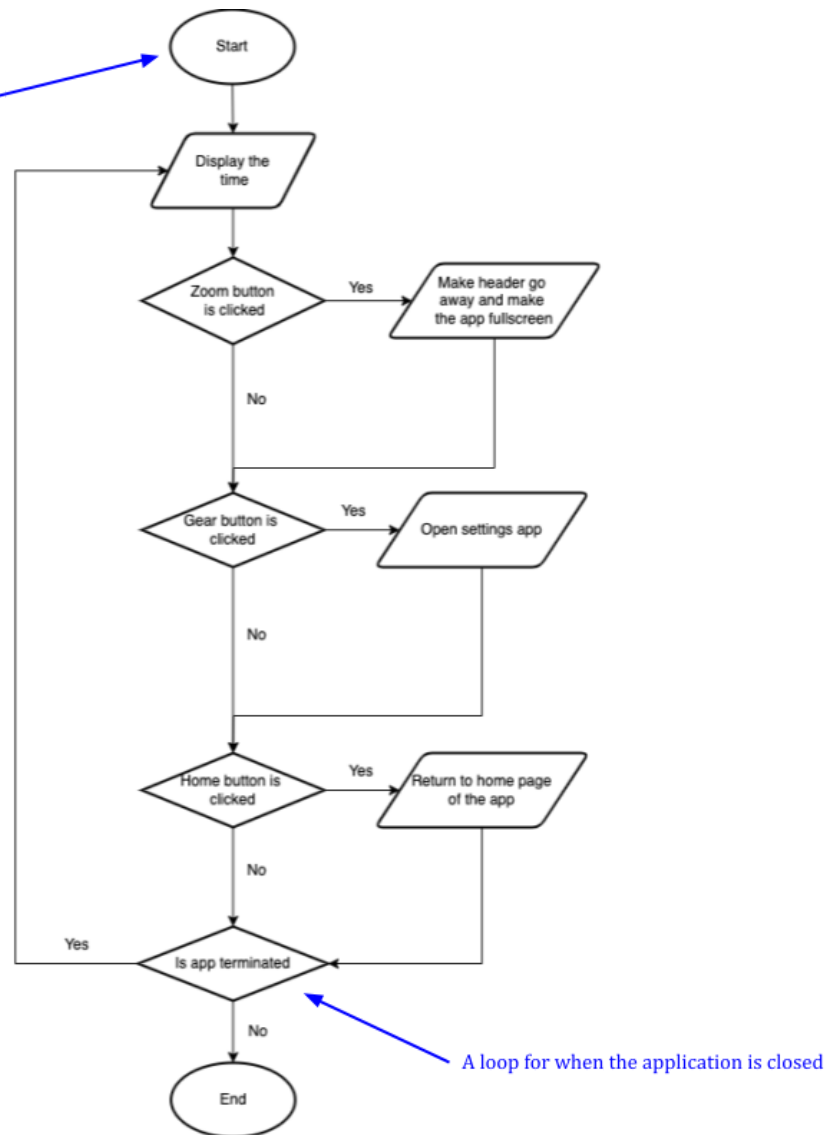 Start
Display the
time
Zoom button
is clicked
Yes
Make header go
away and make
the app fullscreen
No
Gear button is
clicked
Yes
Open settings app
No
Home button is
clicked
Yes
Return to home page
of the app
No
Yes
Is app terminated
No
A loop for when the application is closed
End